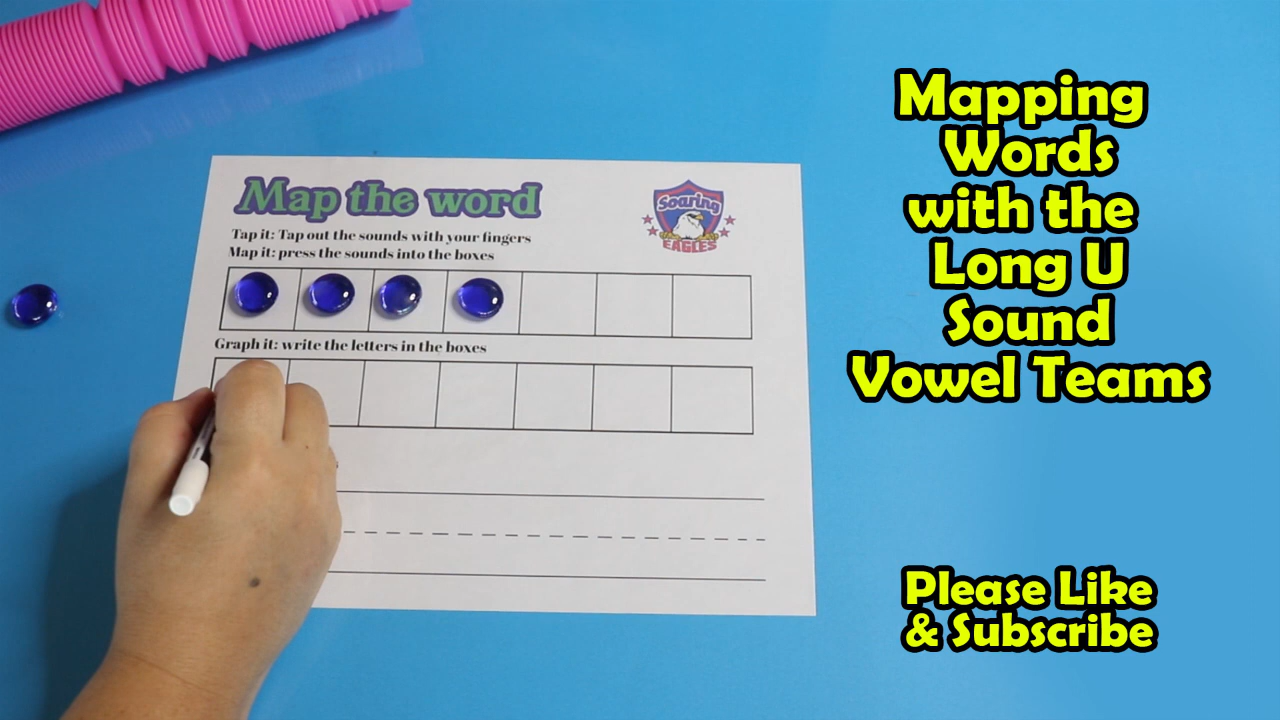 Map the word
Soaring
EAGLES
Tap it: Tap out the sounds with your fingers
Map it: press the sounds into the boxes
Graph it: write the letters in the boxes
Mapping
Words
with the
Long U
Sound
Vowel Teams
Please Like
& Subscribe